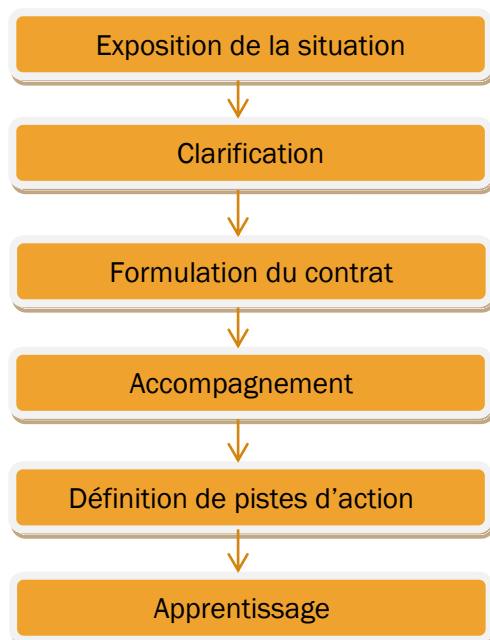 Exposition de la situation
Clarification
Formulation du contrat
Accompagnement
Définition de pistes d’action
Apprentissage